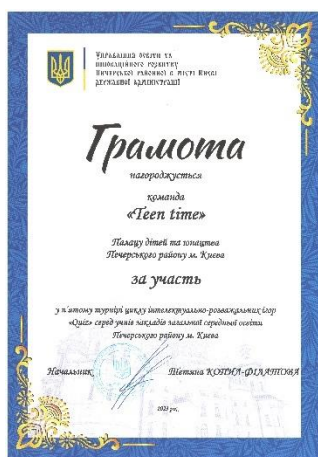 Управління освіти та
інноваційного розвитку
Печерської районної в місті Києві
державної адміністрації
Грамота
нагороджується
команда
«Teen time»
Палацу дітей та юнацтва
Печерського району м. Києва
за участь
у п'ятому турнірі циклу інтелектуально-розважальних ігор
«Quiz» серед учнів закладів загальної середньої освіти
Печерського району м. Києва
Начальник Тетяна КОВТИЛ-ФІЛАТОВА
2023 рік.